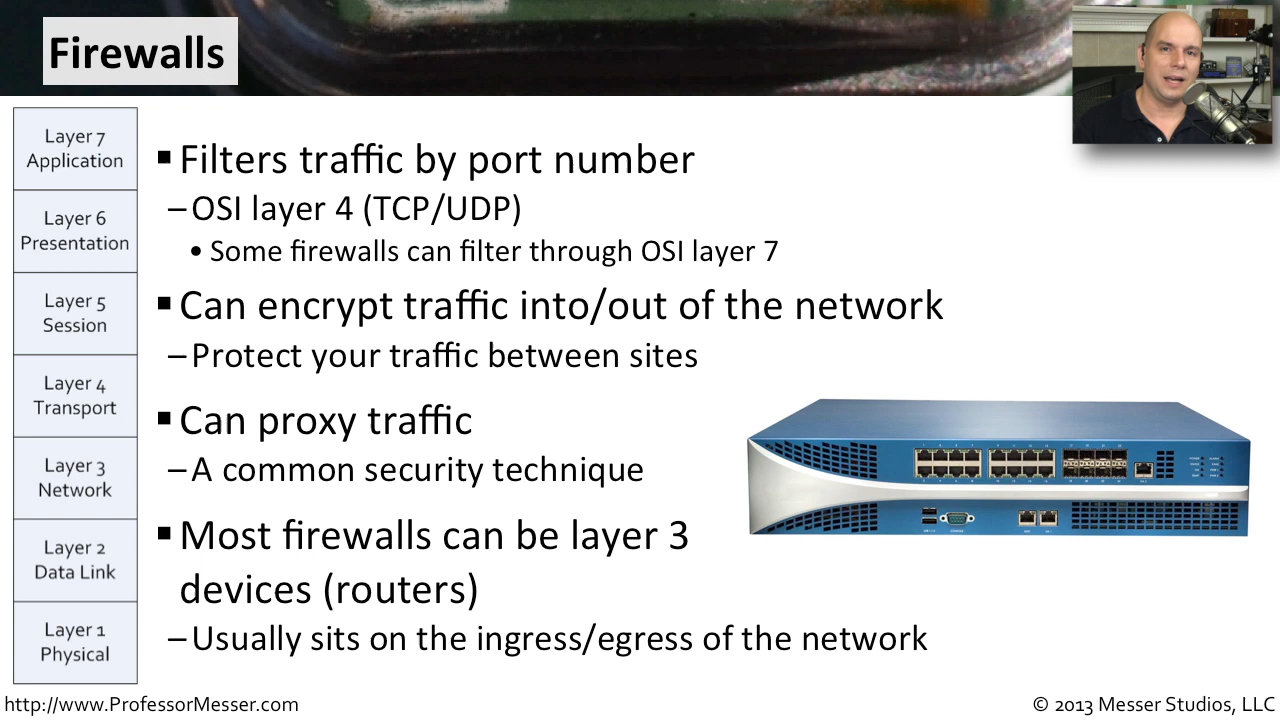 Firewalls
Layer 7
Application
Layer 6
Presentation
Layer 5
Session
Layer 4
Transport
Layer 3
Network
Layer 2
Data Link
Layer 1
Physical
▪ Filters traffic by port number
– OSI layer 4 (TCP/UDP)
• Some firewalls can filter through OSI layer 7
▪ Can encrypt traffic into/out of the network
– Protect your traffic between sites
▪ Can proxy traffic
– A common security technique
▪ Most firewalls can be layer 3
devices (routers)
– Usually sits on the ingress/egress of the network
http://www.ProfessorMesser.com
© 2013 Messer Studios, LLC